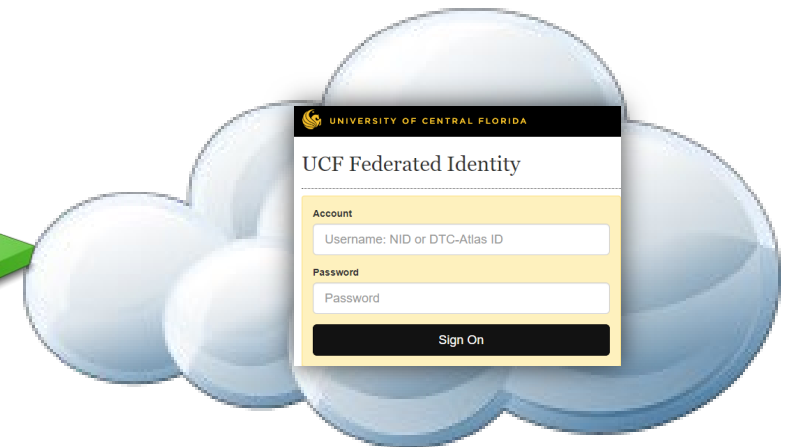 UNIVERSITY OF CENTRAL FLORIDA
UCF Federated Identity
Account
Username: NID or DTC-Atlas ID
Password
Password
Sign On